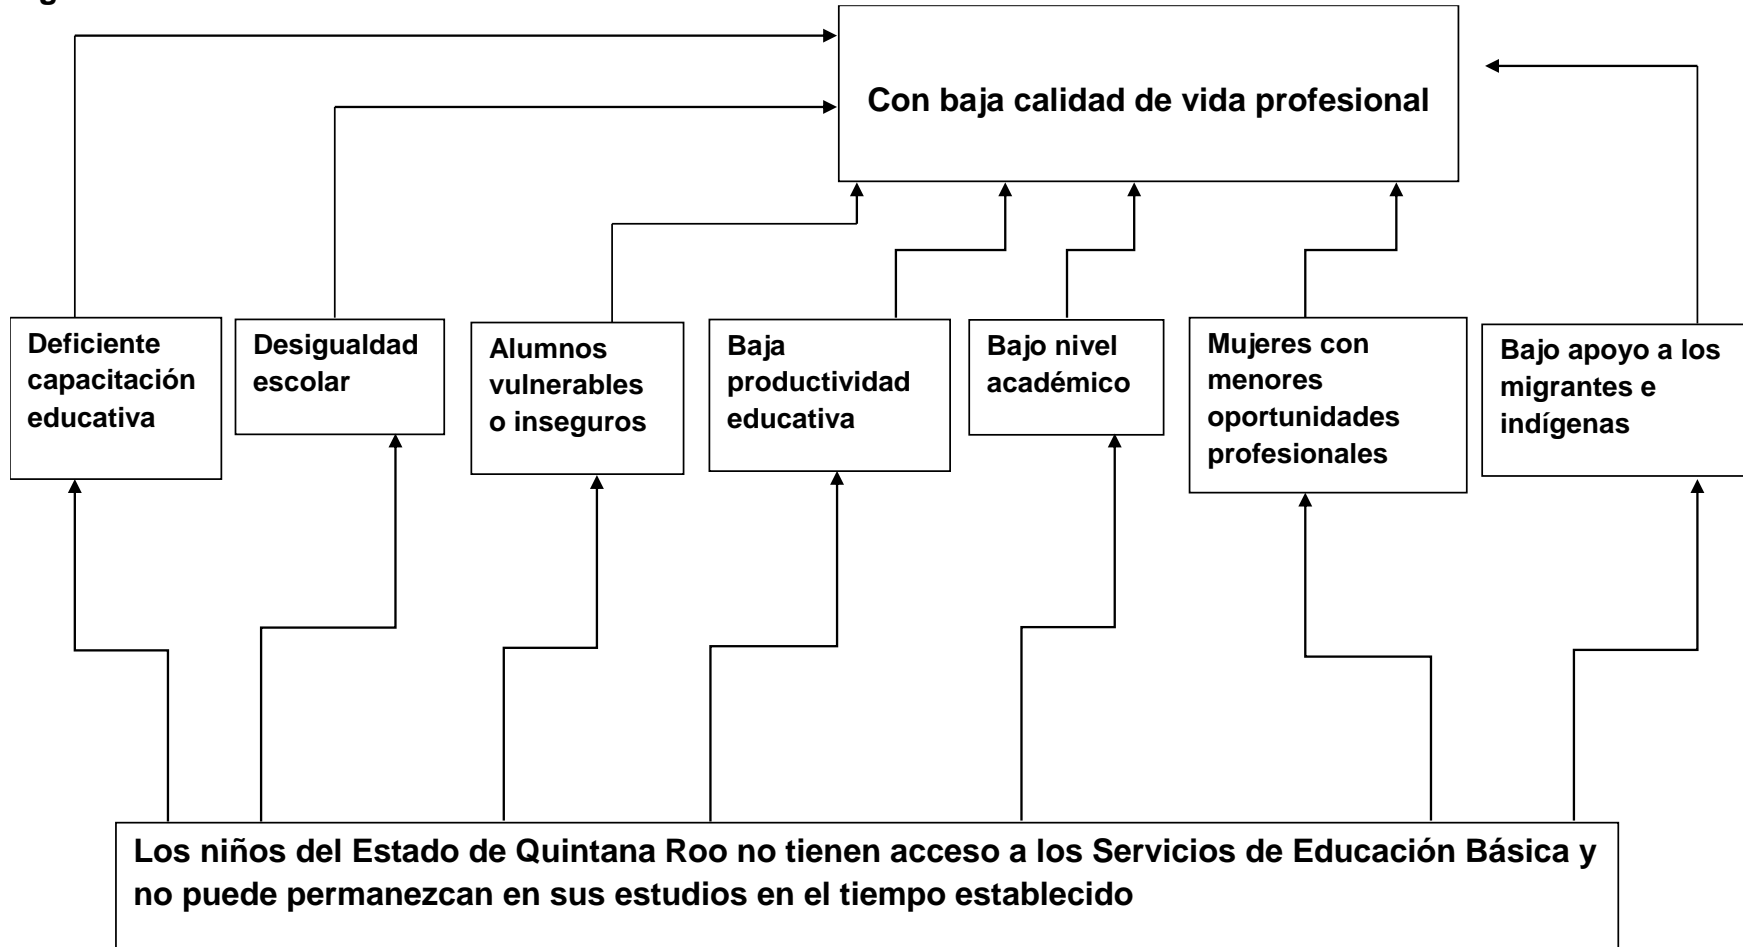 Con baja calidad de vida profesional
Deficiente
capacitación
educativa
Desigualdad
escolar
Alumnos
vulnerables
o inseguros
Baja
productividad
educativa
Bajo nivel
académico
Mujeres con
menores
oportunidades
profesionales
Bajo apoyo a los
migrantes e
indígenas
Los niños del Estado de Quintana Roo no tienen acceso a los Servicios de Educación Básica y
no puede permanezcan en sus estudios en el tiempo establecido